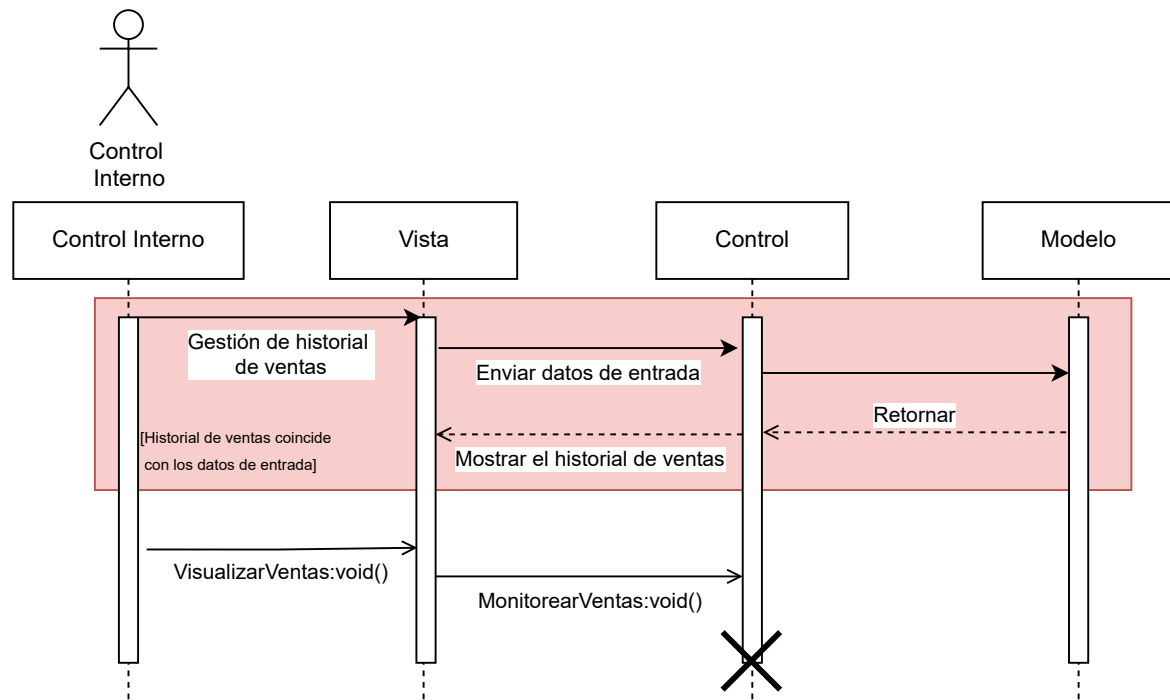 Control
Interno
Control Interno
Vista
Control
Modelo
Gestión de historial
de ventas
Enviar datos de entrada
Retornar
[Historial de ventas coincide
con los datos de entrada]
Mostrar el historial de ventas
VisualizarVentas:void()
MonitorearVentas:void()